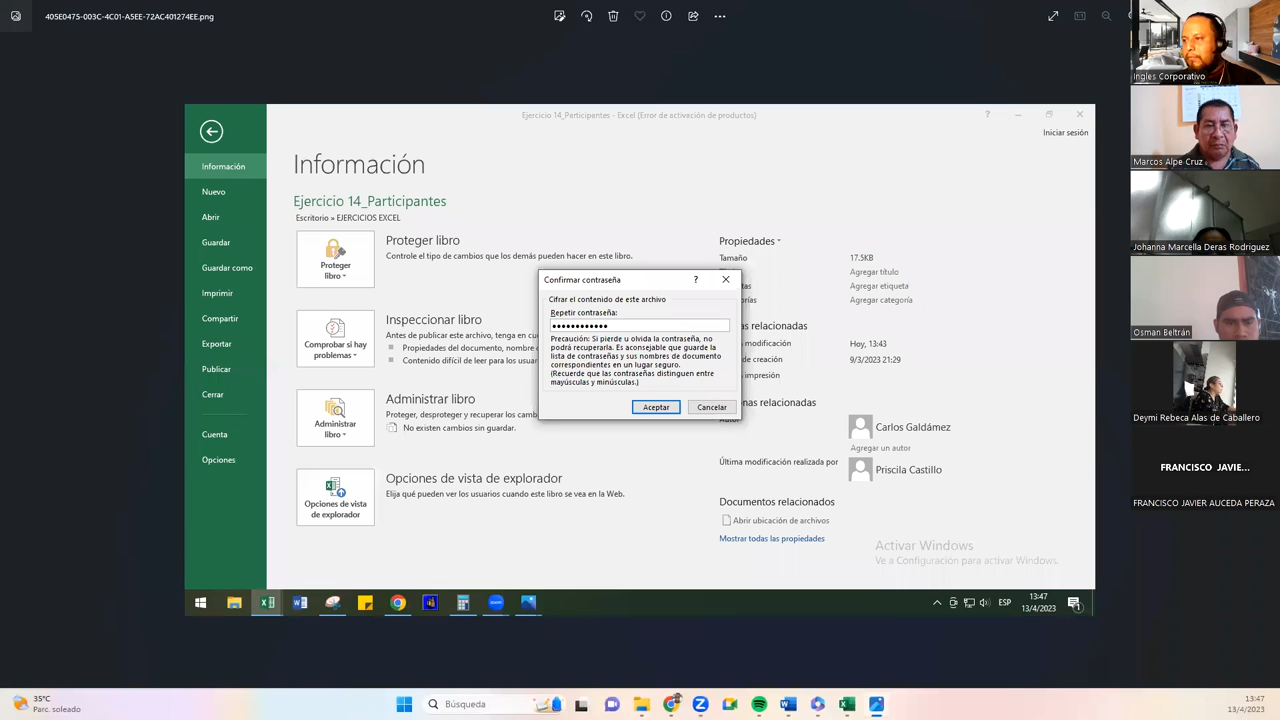 405E0475-003C-4C01-A5EE-72AC401274EE.png
Ejercicio 14_Participantes - Excel (Error de activación de productos)
?
Iniciar sesión
Información
Nuevo
Abrir
Guardar
Guardar como
Imprimir
Compartir
Exportar
Publicar
Cerrar
Cuenta
Opciones
Información
Ejercicio 14_Participantes
Escritorio » EJERCICIOS EXCEL
Proteger
libro
Proteger libro
Controle el tipo de cambios que los demás pueden hacer en este libro.
Comprobar si hay
problemas
Inspeccionar libro
Antes de publicar este archivo, tenga en
Propiedades del documento, nombre
Contenido difícil de leer para los
Administrar
libro
Administrar libro
Proteger, desproteger y recuperar los
No existen cambios sin guardar.
Opciones de vista
de explorador
Opciones de vista de explorador
Elija qué pueden ver los usuarios cuando este libro se vea en la Web.
Confirmar contraseña
?
Cifrar el contenido de este archivo
Repetir contraseña:
Precaución: Si pierde u olvida la contraseña, no
podrá recuperarla. Es aconsejable que guarde la
lista de contraseñas y sus nombres de documento
correspondientes en un lugar seguro.
(Recuerde que las contraseñas distinguen entre
mayúsculas y minúsculas.)
Aceptar
Cancelar
Propiedades
Tamaño
17.5KB
Agregar título
Agregar etiqueta
Agregar categoría
relacionadas
modificación
Hoy, 13:43
de creación
9/3/2023 21:29
impresión
relacionadas
Autor
Carlos Galdámez
Agregar un autor
Última modificación realizada por
Priscila Castillo
Documentos relacionados
Abrir ubicación de archivos
Mostrar todas las propiedades
Activar Windows
Ve a Configuración para activar Windows.
ESP
13:47
13/4/2023
1
Ingles Corporativo
Marcos Alpe Cruz
Johanna Marcella Deras Rodriguez
Osman Beltrán
Deymi Rebeca Alas de Caballero
FRANCISCO JAVIE...
FRANCISCO JAVIER AUCEDA PERAZA
35°C
Parc. soleado
Búsqueda
13:47
13/4/2023